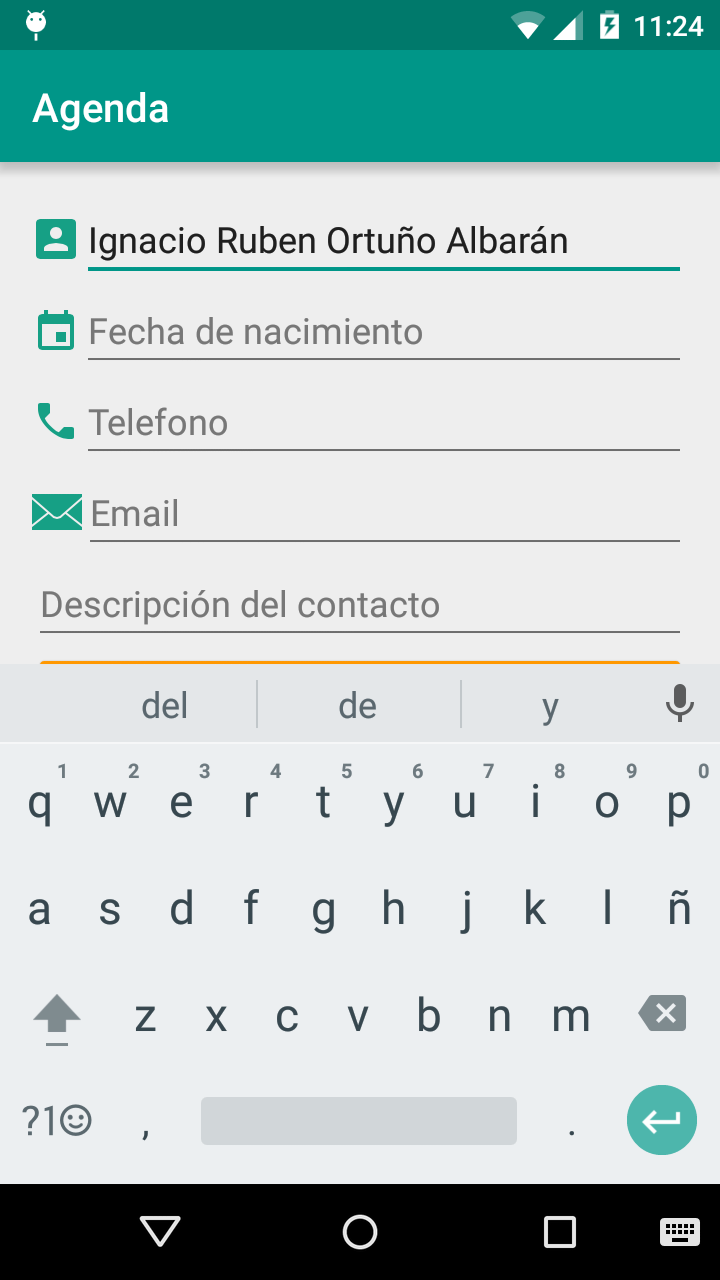 11:24
Agenda
Ignacio Ruben Ortuño Albarán
Fecha de nacimiento
Telefono
Email
Descripción del contacto
del de y
1 2 3 4 5 6 7 8 9 0
q w e r t y u i o p
a s d f g h j k l ñ
z x c v b n m
?1☺ , .